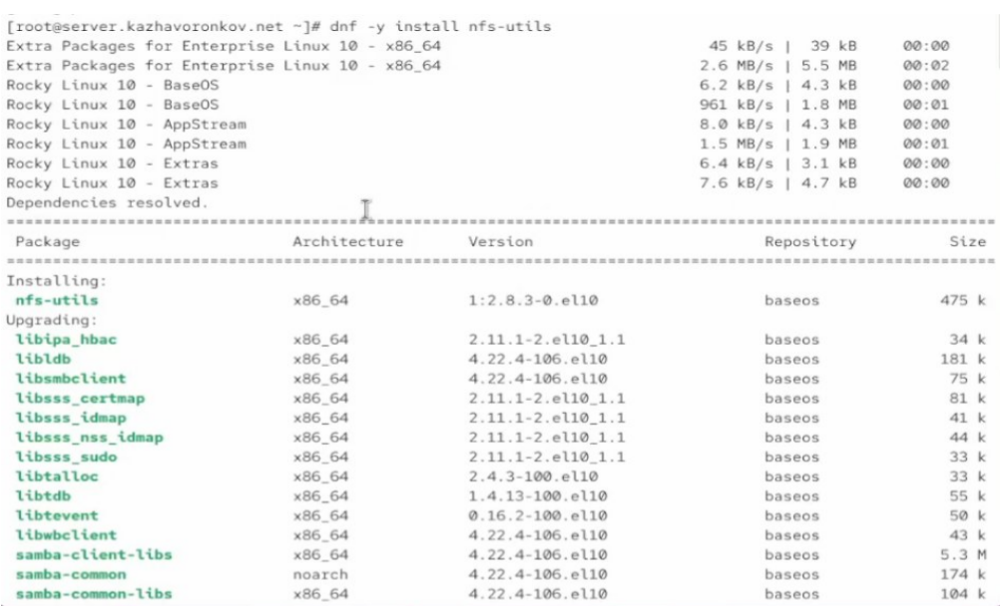 [root@server.kazhavoronkov.net ~]# dnf -y install nfs-utils
Extra Packages for Enterprise Linux 10 - x86_64 45 kB/s | 39 kB 00:00
Extra Packages for Enterprise Linux 10 - x86_64 2.6 MB/s | 5.5 MB 00:02
Rocky Linux 10 - BaseOS 6.2 kB/s | 4.3 kB 00:00
Rocky Linux 10 - BaseOS 961 kB/s | 1.8 MB 00:01
Rocky Linux 10 - AppStream 8.0 kB/s | 4.3 kB 00:00
Rocky Linux 10 - AppStream 1.5 MB/s | 1.9 MB 00:01
Rocky Linux 10 - Extras 6.4 kB/s | 3.1 kB 00:00
Rocky Linux 10 - Extras 7.6 kB/s | 4.7 kB 00:00
Dependencies resolved.
Package Architecture Version Repository Size
Installing:
nfs-utils x86_64 1:2.8.3-0.el10 baseos 475 k
Upgrading:
libipa_hbac x86_64 2.11.1-2.el10_1.1 baseos 34 k
libldb x86_64 4.22.4-106.el10 baseos 181 k
libsmbclient x86_64 4.22.4-106.el10 baseos 75 k
libsss_certmap x86_64 2.11.1-2.el10_1.1 baseos 81 k
libsss_idmap x86_64 2.11.1-2.el10_1.1 baseos 41 k
libsss_nss_idmap x86_64 2.11.1-2.el10_1.1 baseos 44 k
libsss_sudo x86_64 2.11.1-2.el10_1.1 baseos 33 k
libtalloc x86_64 2.4.3-100.el10 baseos 33 k
libtdb x86_64 1.4.13-100.el10 baseos 55 k
libtevent x86_64 0.16.2-100.el10 baseos 50 k
libwbclient x86_64 4.22.4-106.el10 baseos 43 k
samba-client-libs x86_64 4.22.4-106.el10 baseos 5.3 M
samba-common noarch 4.22.4-106.el10 baseos 174 k
samba-common-libs x86_64 4.22.4-106.el10 baseos 104 k